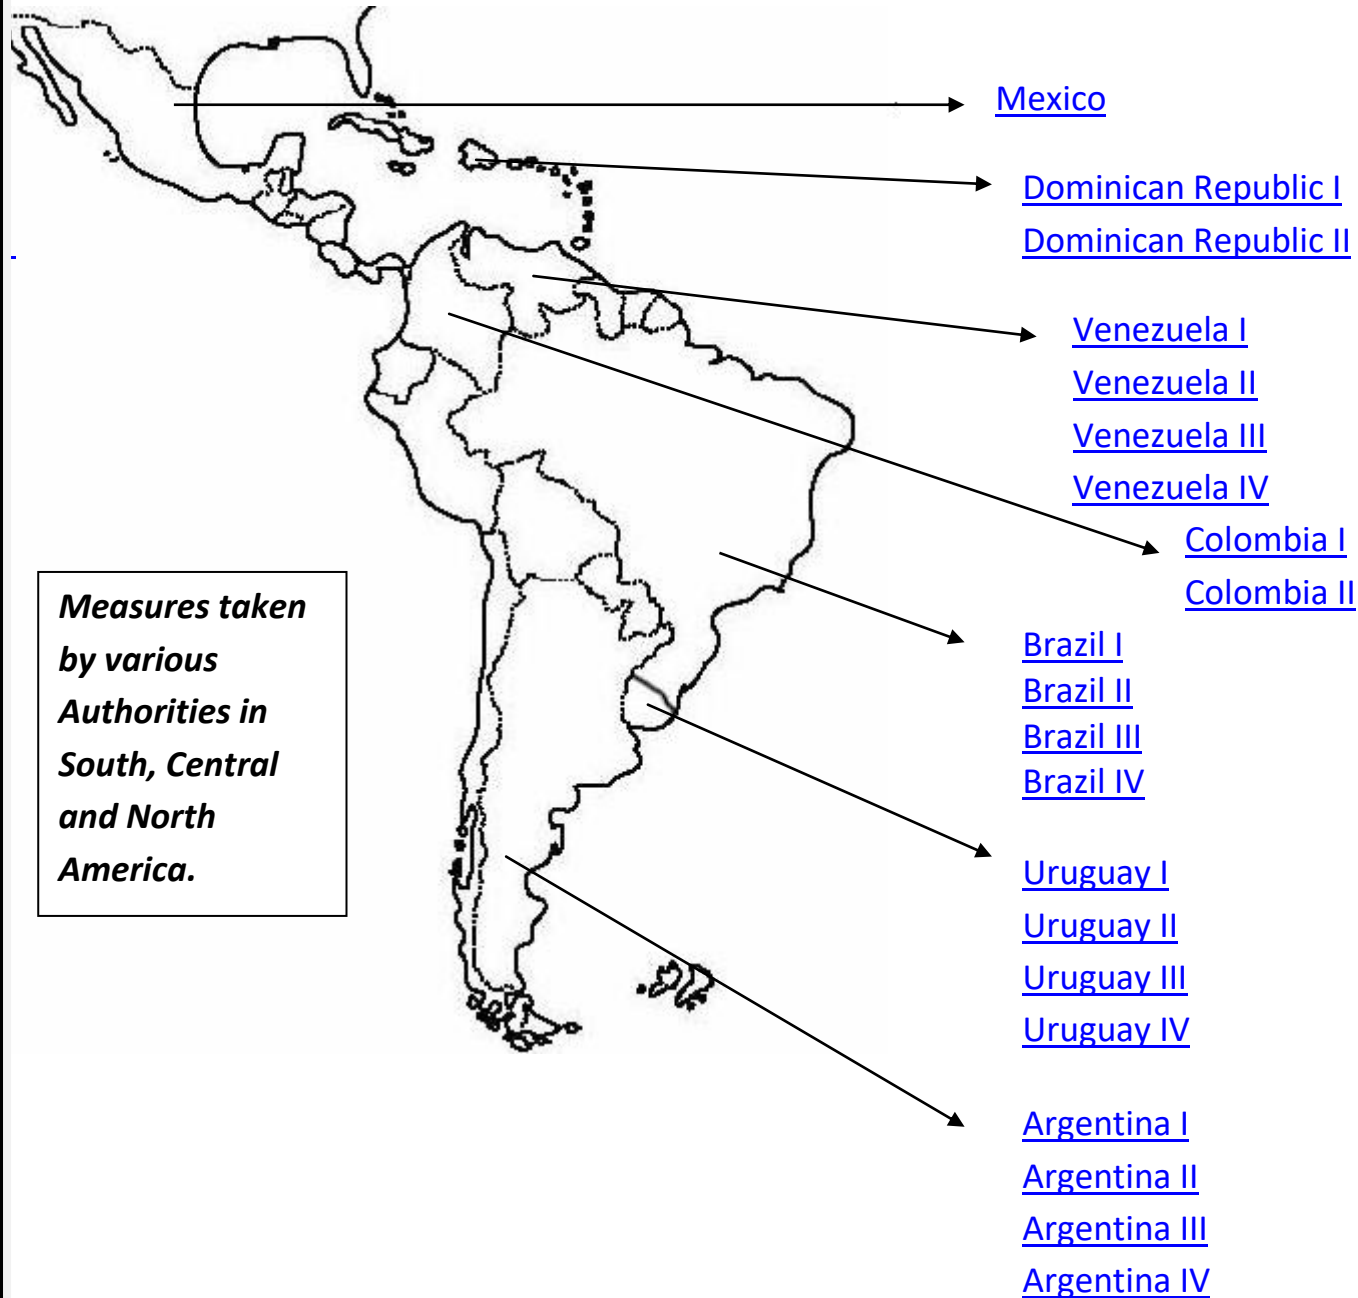 Mexico
Dominican Republic I
Dominican Republic II
Venezuela I
Venezuela II
Venezuela III
Venezuela IV
Colombia I
Colombia II
Measures taken
by various
Authorities in
South, Central
and North
America.
Brazil I
Brazil II
Brazil III
Brazil IV
Uruguay I
Uruguay II
Uruguay III
Uruguay IV
Argentina I
Argentina II
Argentina III
Argentina IV